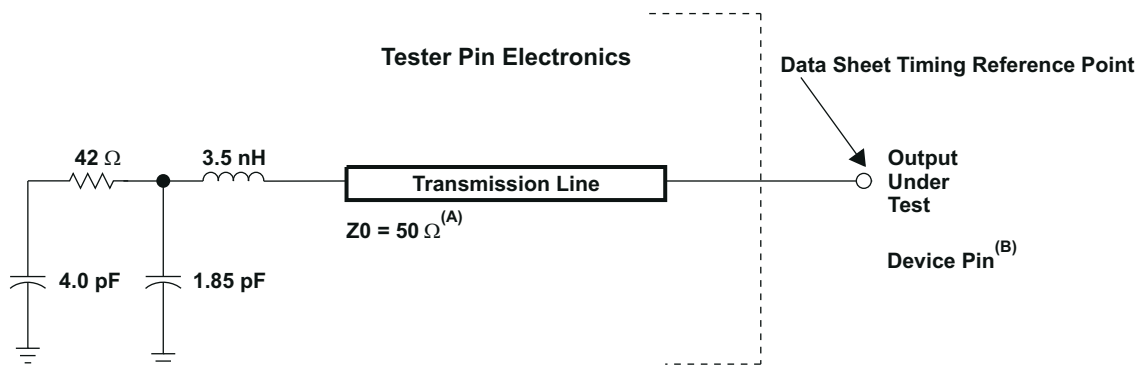 Tester Pin Electronics
Data Sheet Timing Reference Point
42 Ω
3.5 nH
Transmission Line
Output
Under
Test
Z0 = 50 Ω(A)
Device Pin(B)
4.0 pF
1.85 pF